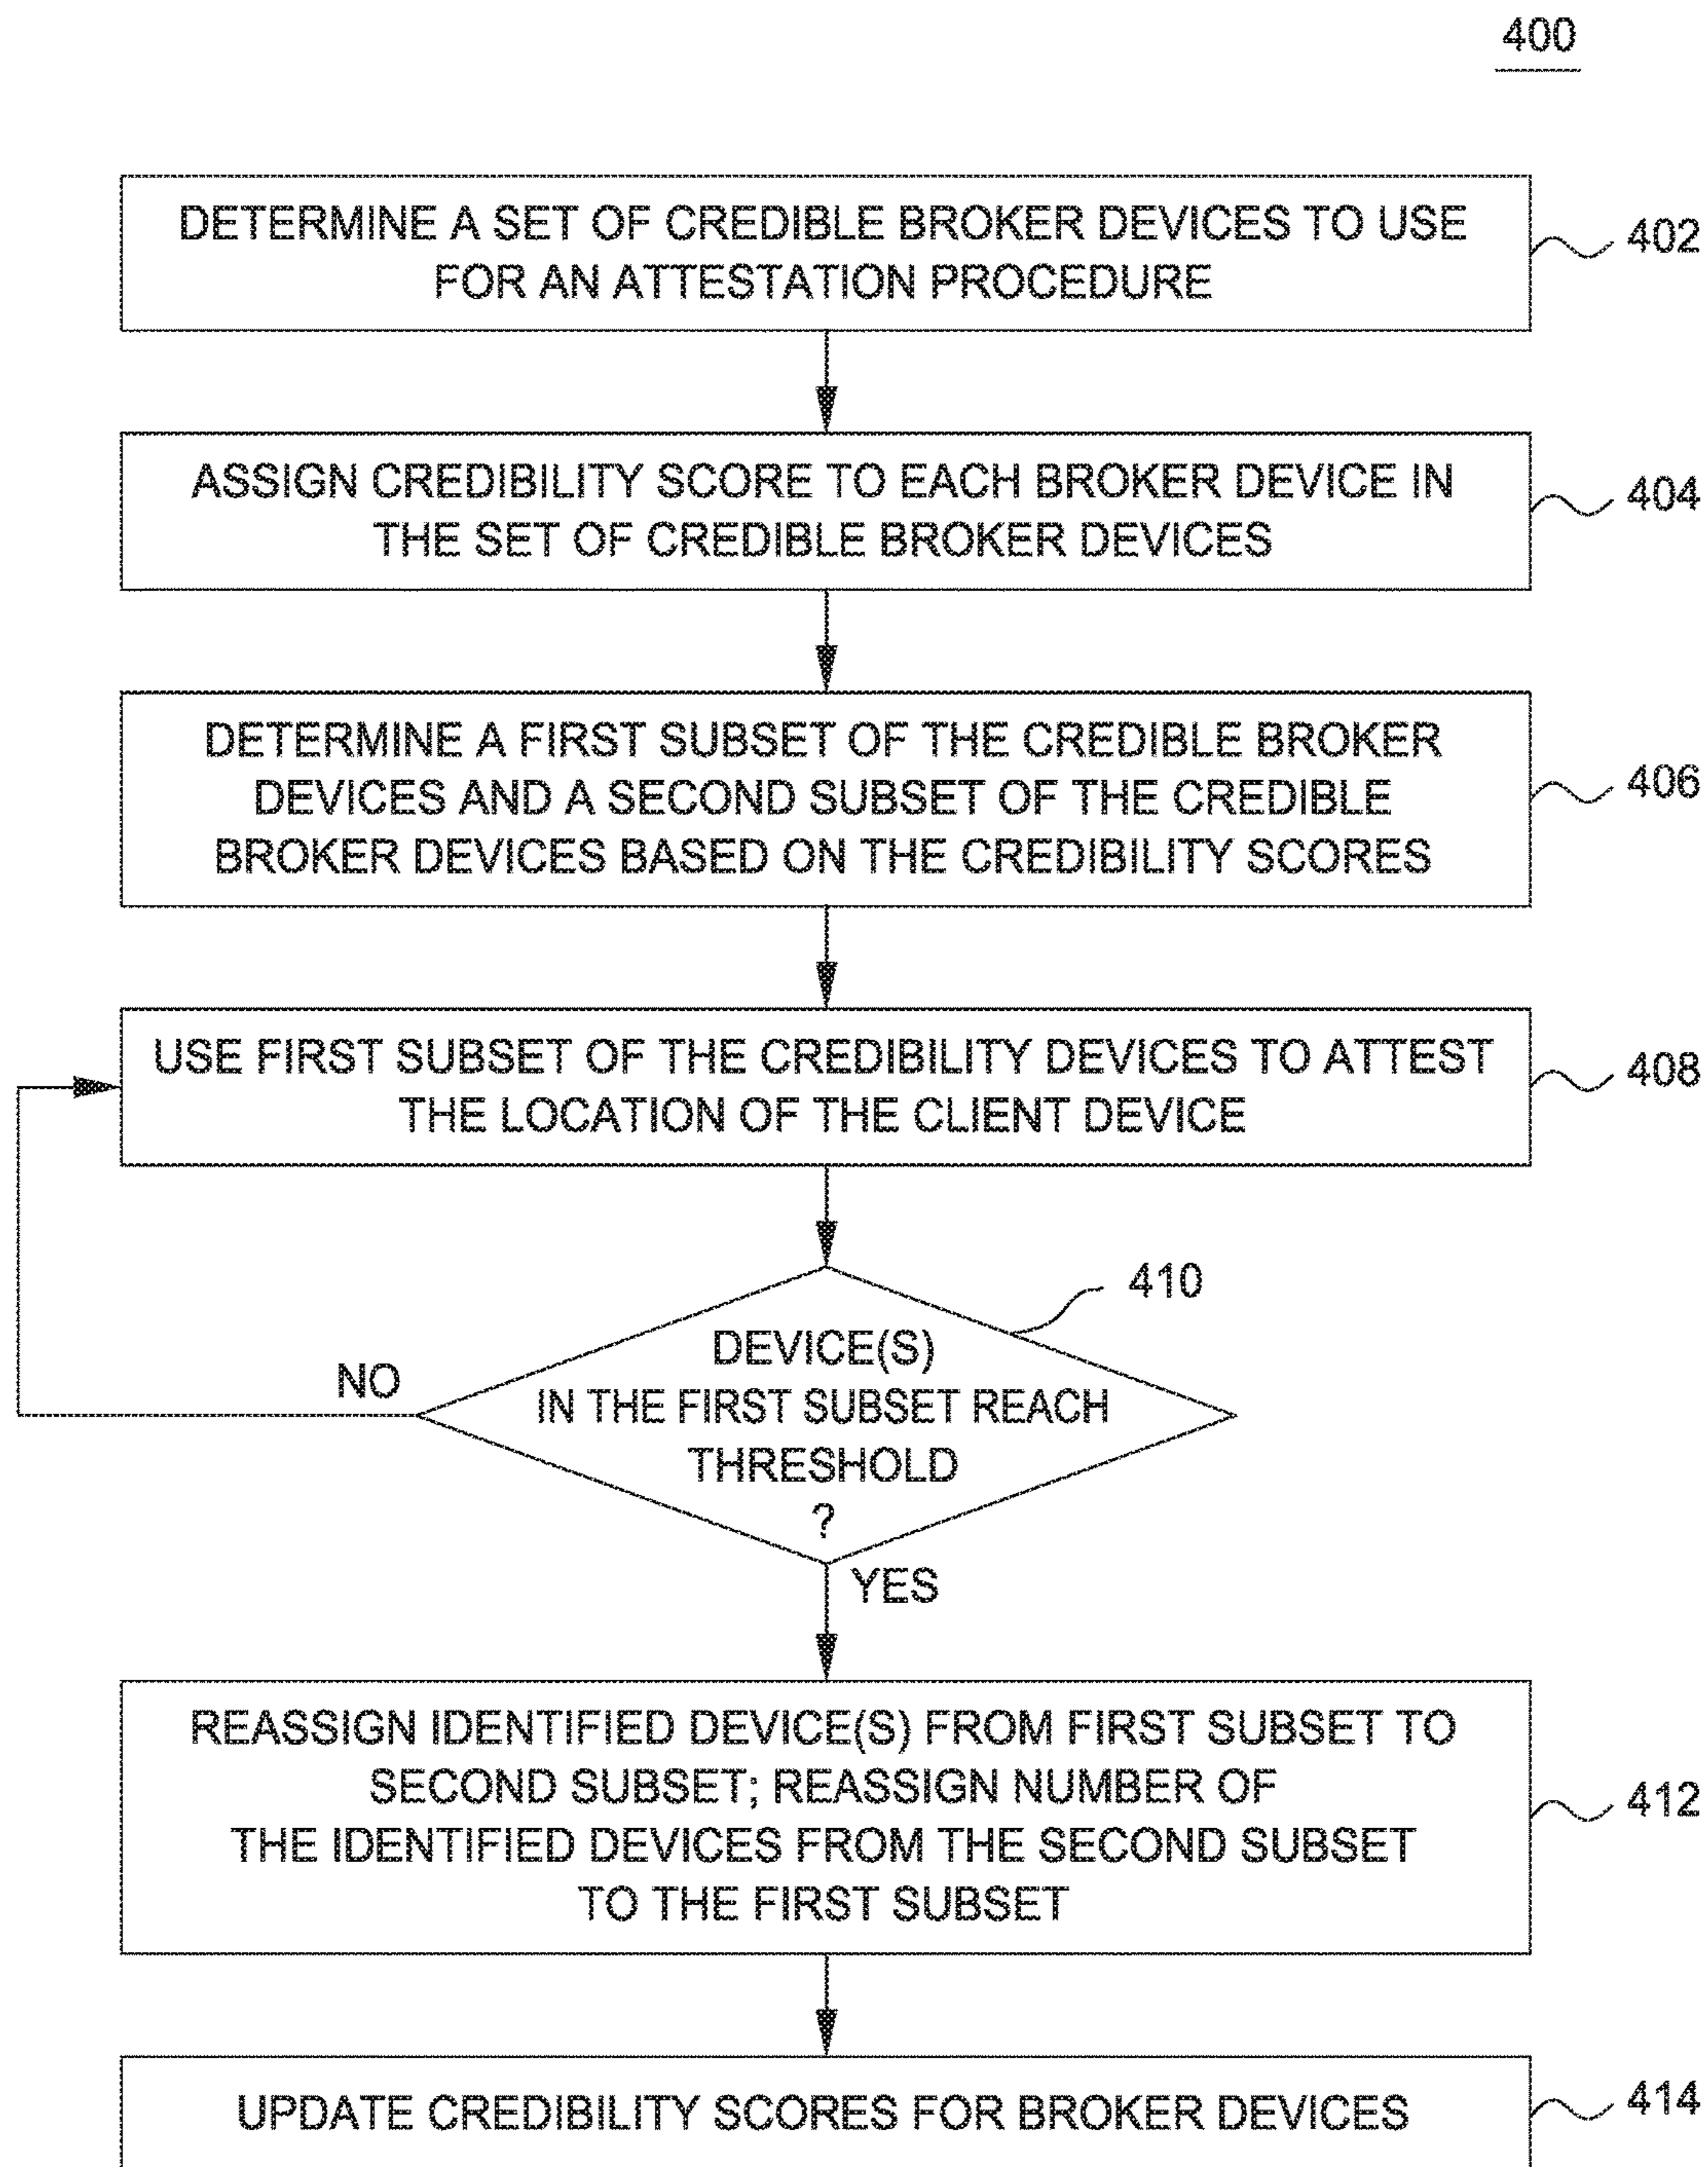 400
DETERMINE A SET OF CREDIBLE BROKER DEVICES TO USE
FOR AN ATTESTATION PROCEDURE
402
ASSIGN CREDIBILITY SCORE TO EACH BROKER DEVICE IN
THE SET OF CREDIBLE BROKER DEVICES
404
DETERMINE A FIRST SUBSET OF THE CREDIBLE BROKER
DEVICES AND A SECOND SUBSET OF THE CREDIBLE
BROKER DEVICES BASED ON THE CREDIBILITY SCORES
406
USE FIRST SUBSET OF THE CREDIBILITY DEVICES TO ATTEST
THE LOCATION OF THE CLIENT DEVICE
408
410
DEVICE(S)
IN THE FIRST SUBSET REACH
THRESHOLD
?
NO
YES
REASSIGN IDENTIFIED DEVICE(S) FROM FIRST SUBSET TO
SECOND SUBSET; REASSIGN NUMBER OF
THE IDENTIFIED DEVICES FROM THE SECOND SUBSET
TO THE FIRST SUBSET
412
UPDATE CREDIBILITY SCORES FOR BROKER DEVICES
414